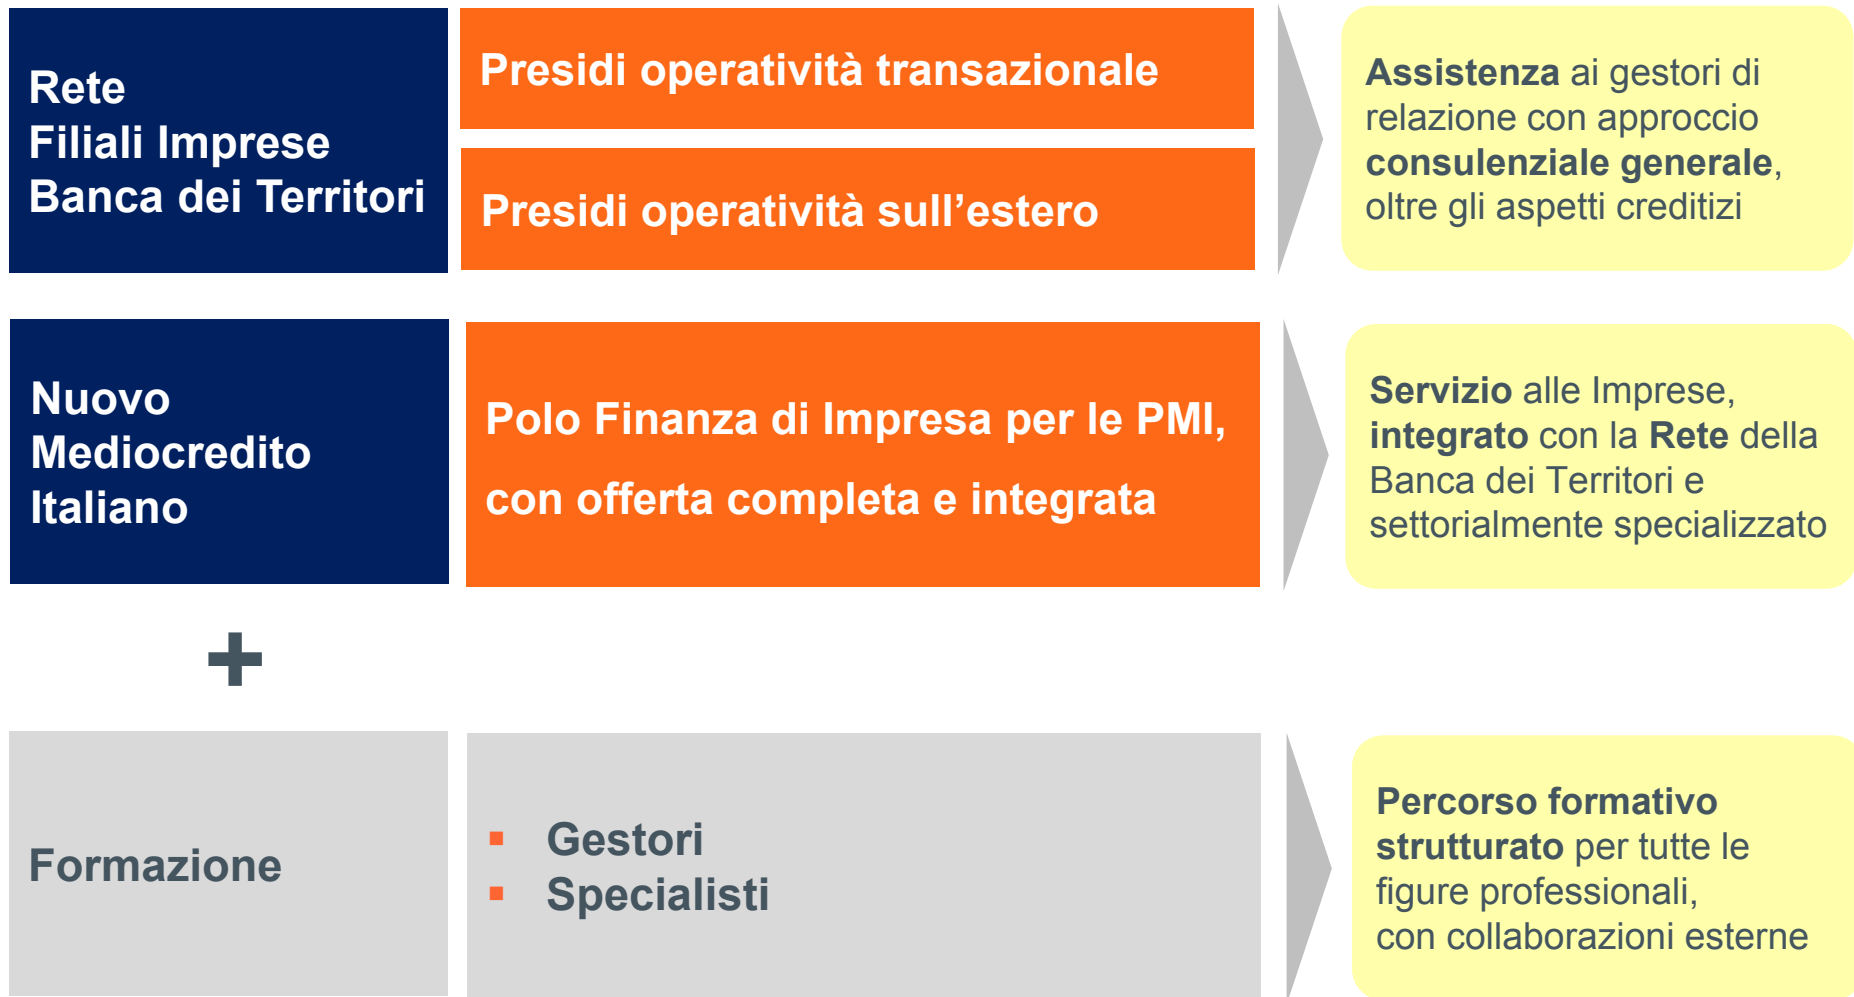 Rete
Filiali Imprese
Banca dei Territori
Presidi operatività transazionale
Presidi operatività sull’estero
Assistenza ai gestori di
relazione con approccio
consulenziale generale,
oltre gli aspetti creditizi
Nuovo
Mediocredito
Italiano
Polo Finanza di Impresa per le PMI,
con offerta completa e integrata
Servizio alle Imprese,
integrato con la Rete della
Banca dei Territori e
settorialmente specializzato
+
Formazione
▪ Gestori
▪ Specialisti
Percorso formativo
strutturato per tutte le
figure professionali,
con collaborazioni esterne